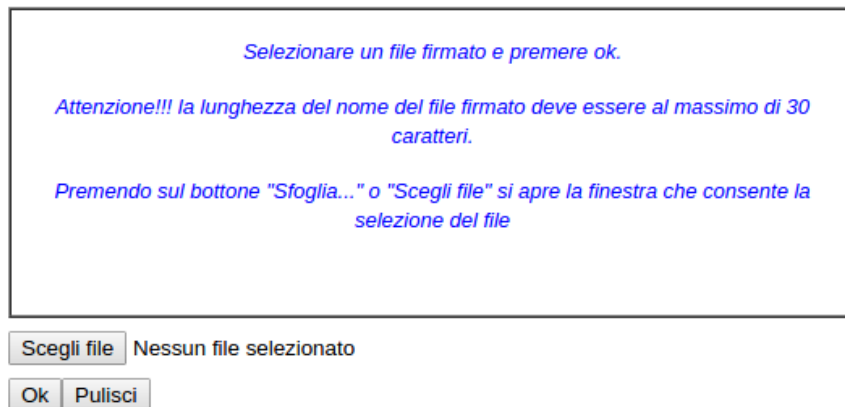 Selezionare un file firmato e premere ok.
Attenzione!!! la lunghezza del nome del file firmato deve essere al massimo di 30
caratteri.
Premendo sul bottone "Sfoglia..." o "Scegli file" si apre la finestra che consente la
selezione del file
Scegli file Nessun file selezionato
Ok Pulisci